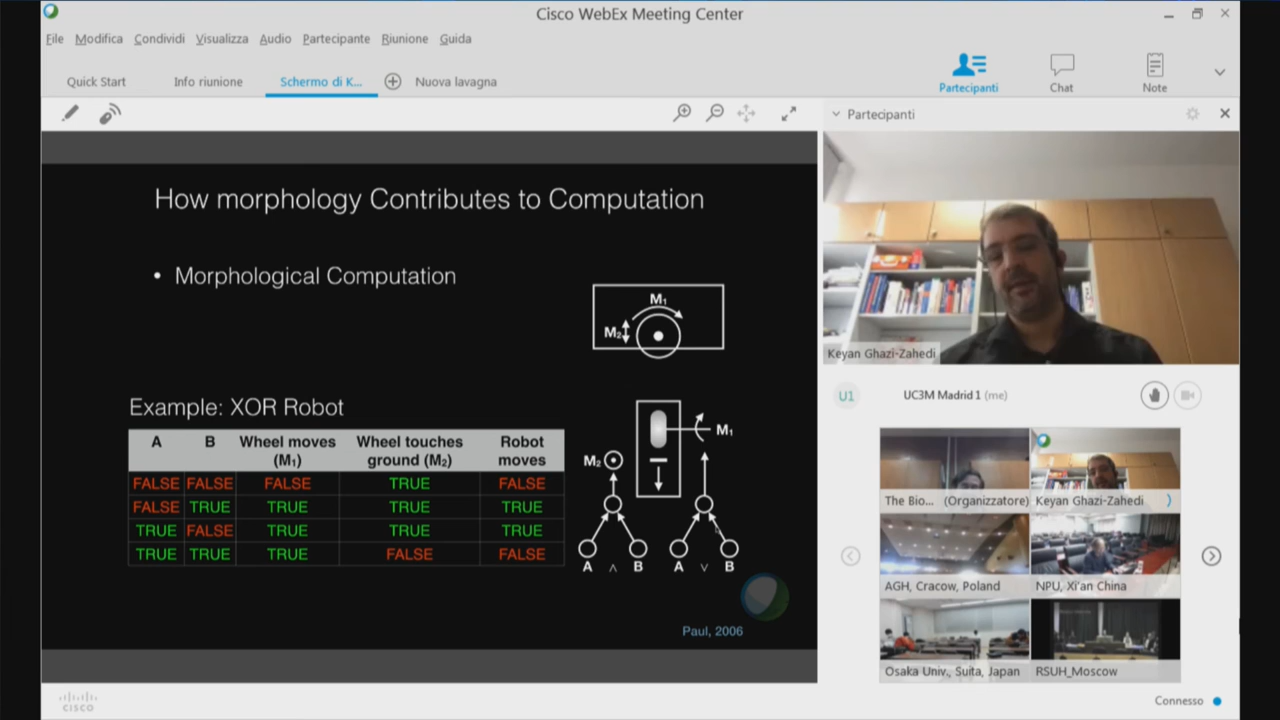 Cisco WebEx Meeting Center
File Modifica Condividi Visualizza Audio Partecipante Riunione Guida
Quick Start Info riunione Schermo di K... Nuova lavagna
Partecipanti Chat Note
Partecipanti
How morphology Contributes to Computation
• Morphological Computation
M₁
M₂
Keyan Ghazi-Zahedi
U1 UC3M Madrid 1 (me)
Example: XOR Robot
A B Wheel moves (M₁) Wheel touches ground (M₂) Robot moves
FALSE FALSE FALSE TRUE FALSE
FALSE TRUE TRUE TRUE TRUE
TRUE FALSE TRUE TRUE TRUE
TRUE TRUE TRUE FALSE FALSE
M₁
M₂
A ∧ B A ∨ B
Paul, 2006
The Bio... (Organizzatore) Keyan Ghazi-Zahedi
AGH, Cracow, Poland NPU, Xi'an China
Osaka Univ., Suita, Japan RSUH_Moscow
CISCO
Connesso